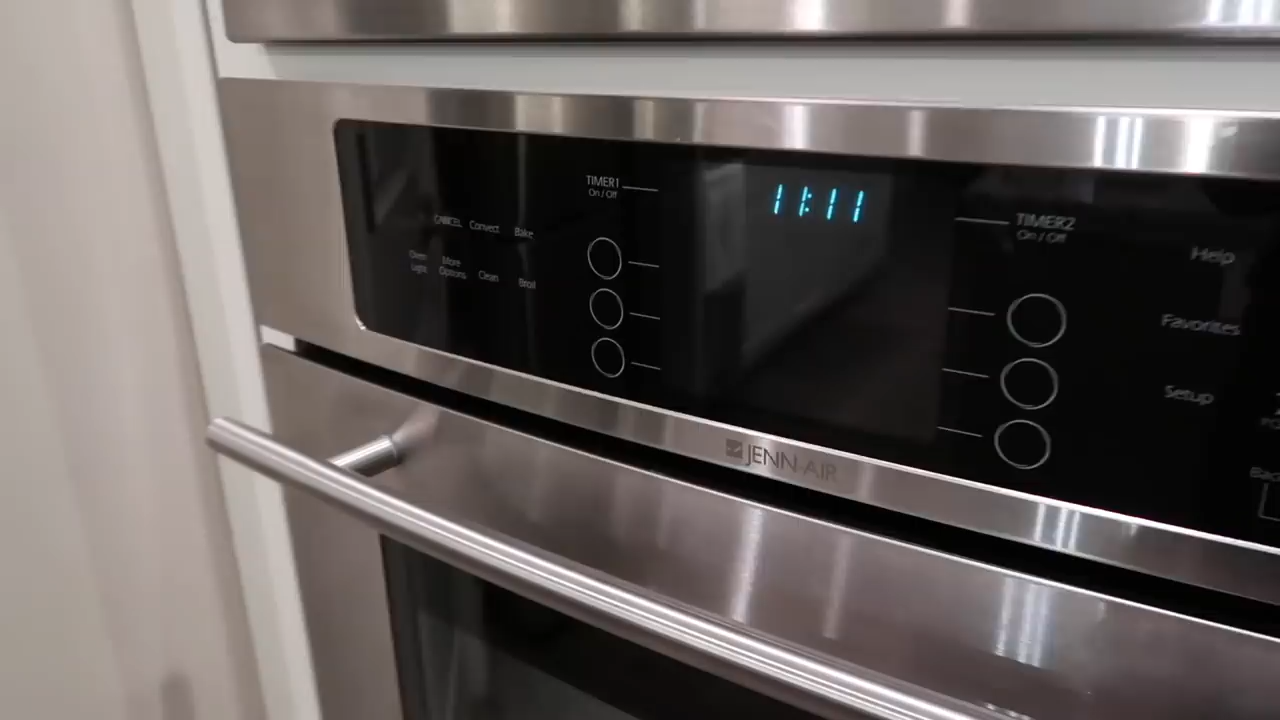 TIMER1
On / Off
11:11
TIMER2
On / Off
CANCEL Convect Bake
Oven Light
More Options
Clean
Broil
Help
Favorites
Setup
JENN-AIR